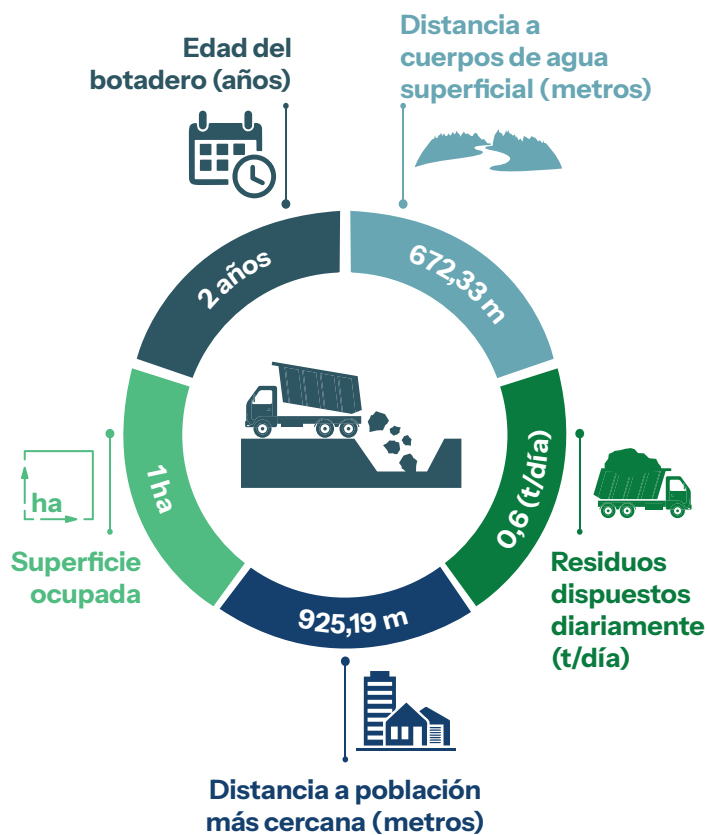 Edad del
botadero (años)
Distancia a
cuerpos de agua
superficial (metros)
2 años
672,33 m
1 ha
0,6 (t/día)
925,19 m
ha
Superficie
ocupada
Residuos
dispuestos
diariamente
(t/día)
Distancia a población
más cercana (metros)